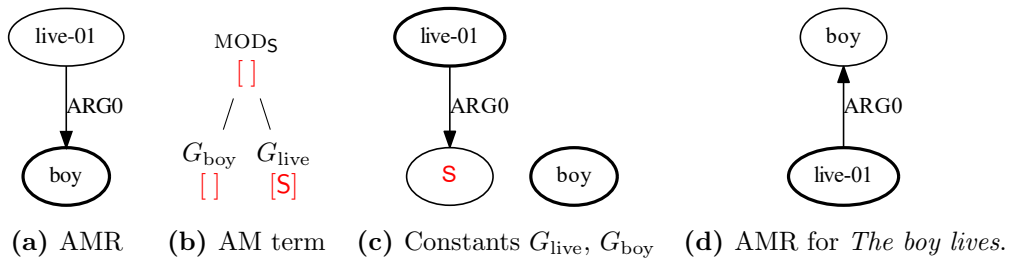 live-01
ARG0
boy
MOD_S
[ ]
G_boy G_live
[ ] [S]
live-01
ARG0
S
boy
boy
ARG0
live-01
(a) AMR (b) AM term (c) Constants G_live, G_boy (d) AMR for The boy lives.